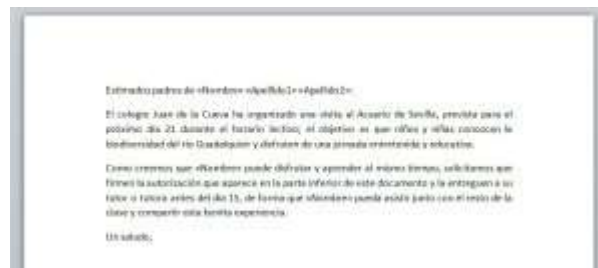 Estimados padres de «Nombre» «Apellido1» «Apellido2»:
El colegio Juan de la Cueva ha organizado una visita al Acuario de Sevilla, prevista para el
próximo día 21 durante el horario lectivo; el objetivo es que niños y niñas conozcan la
biodiversidad del río Guadalquivir y disfruten de una jornada entretenida y educativa.
Como creemos que «Nombre» puede disfrutar y aprender al mismo tiempo, solicitamos que
firmen la autorización que aparece en la parte inferior de este documento y la entreguen a su
tutor o tutora antes del día 15, de forma que «Nombre» pueda asistir junto con el resto de la
clase y compartir esta bonita experiencia.
Un saludo,